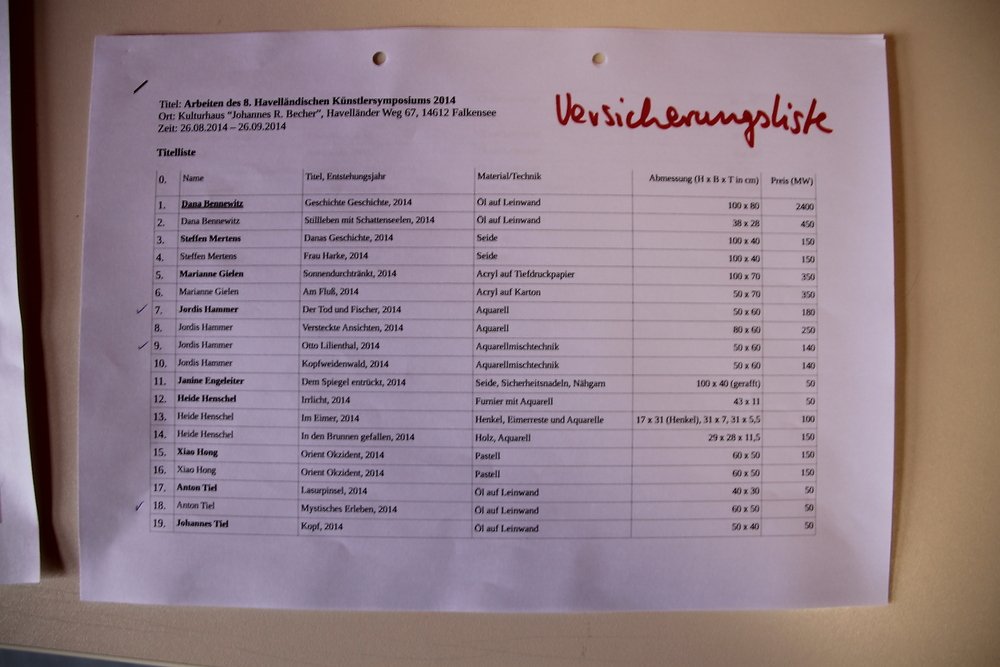 Titel: Arbeiten des 8. Havelländischen Künstlersymposiums 2014
Ort: Kulturhaus “Johannes R. Becher”, Havelländer Weg 67, 14612 Falkensee
Zeit: 26.08.2014 – 26.09.2014
Versicherungsliste
Titelliste
0. Name Titel, Entstehungsjahr Material/Technik Abmessung (H x B x T in cm) Preis (MW)
1. Dana Bennewitz Geschichte Geschichte, 2014 Öl auf Leinwand 100 x 80 2400
2. Dana Bennewitz Stillleben mit Schattenseelen, 2014 Öl auf Leinwand 38 x 28 450
3. Steffen Mertens Danas Geschichte, 2014 Seide 100 x 40 150
4. Steffen Mertens Frau Harke, 2014 Seide 100 x 40 150
5. Marianne Gielen Sonnendurchtränkt, 2014 Acryl auf Tiefdruckpapier 100 x 70 350
6. Marianne Gielen Am Fluß, 2014 Acryl auf Karton 50 x 70 350
7. Jordis Hammer Der Tod und Fischer, 2014 Aquarell 50 x 60 180
8. Jordis Hammer Versteckte Ansichten, 2014 Aquarell 80 x 60 250
9. Jordis Hammer Otto Lilienthal, 2014 Aquarellmischtechnik 50 x 60 140
10. Jordis Hammer Kopfweidenwald, 2014 Aquarellmischtechnik 50 x 60 140
11. Janine Engeleiter Dem Spiegel entrückt, 2014 Seide, Sicherheitsnadeln, Nähgarn 100 x 40 (gerafft) 50
12. Heide Henschel Irrlicht, 2014 Furnier mit Aquarell 43 x 11 50
13. Heide Henschel Im Eimer, 2014 Henkel, Eimerreste und Aquarelle 17 x 31 (Henkel), 31 x 7, 31 x 5,5 100
14. Heide Henschel In den Brunnen gefallen, 2014 Holz, Aquarell 29 x 28 x 11,5 150
15. Xiao Hong Orient Okzident, 2014 Pastell 60 x 50 150
16. Xiao Hong Orient Okzident, 2014 Pastell 60 x 50 150
17. Anton Tiel Lasurpinsel, 2014 Öl auf Leinwand 40 x 30 50
18. Anton Tiel Mystisches Erleben, 2014 Öl auf Leinwand 60 x 50 50
19. Johannes Tiel Kopf, 2014 Öl auf Leinwand 50 x 40 50